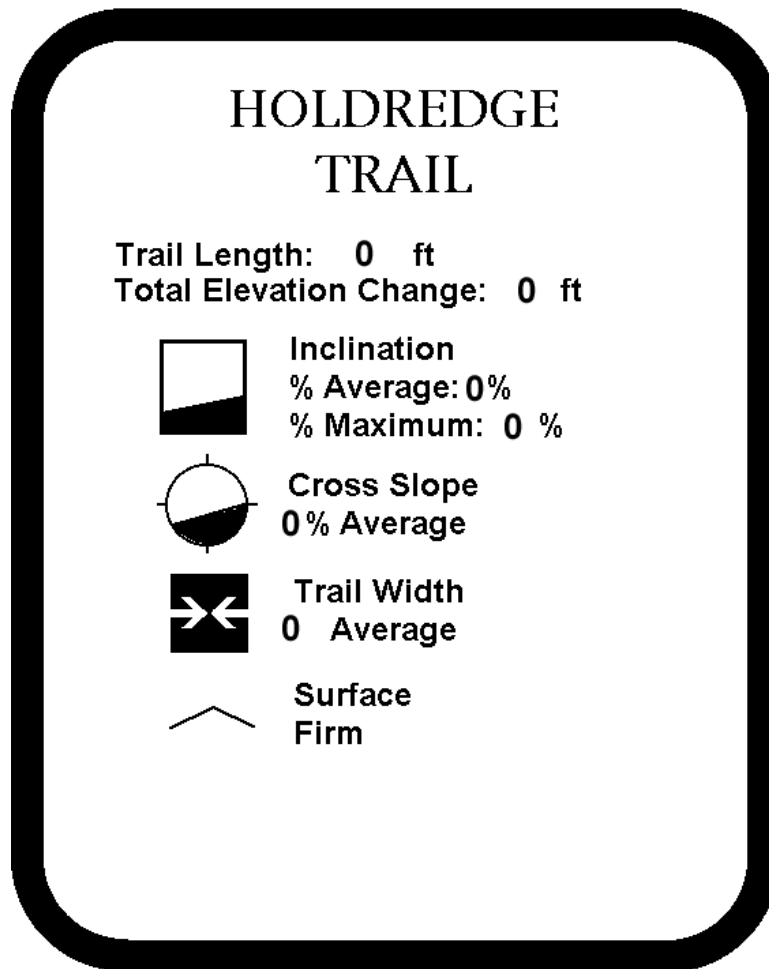 HOLDREDGE
TRAIL
Trail Length: 0 ft
Total Elevation Change: 0 ft
Inclination
% Average: 0%
% Maximum: 0 %
Cross Slope
0% Average
Trail Width
0 Average
Surface
Firm